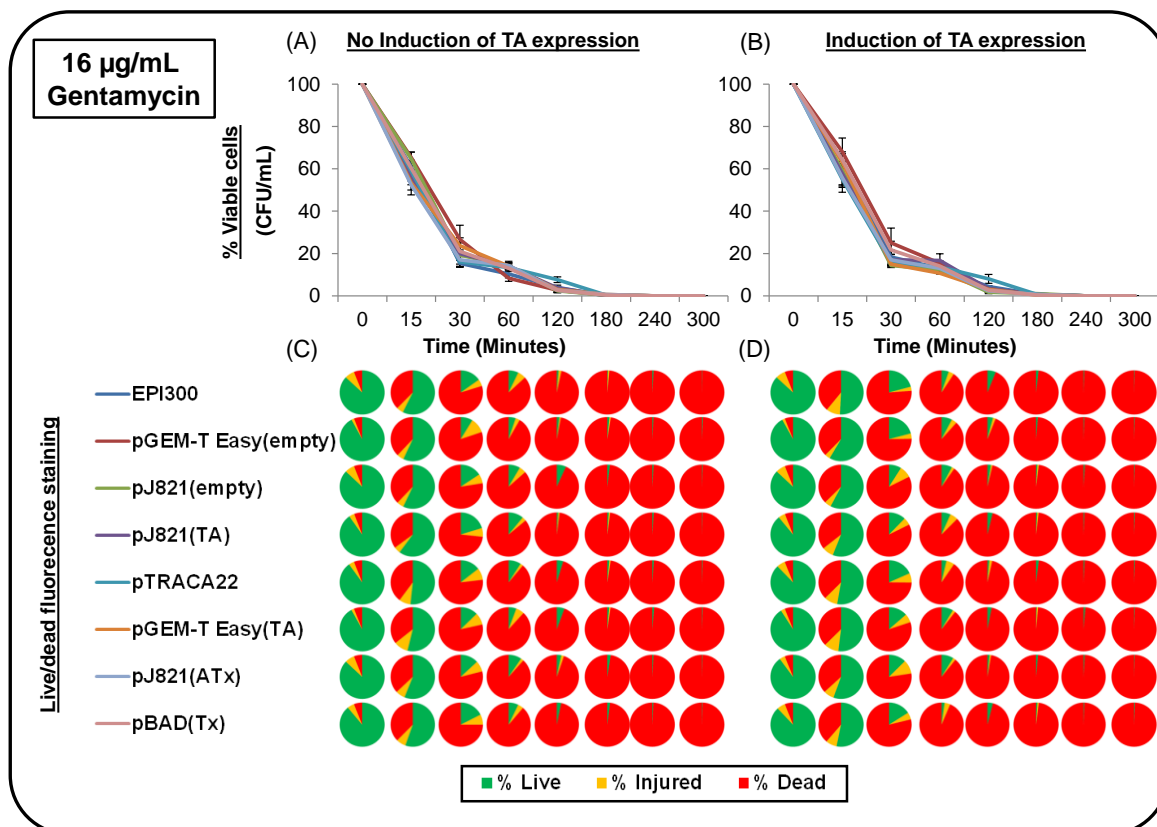 16 µg/mL
Gentamycin
(A)
No Induction of TA expression
(B)
Induction of TA expression
% Viable cells
(CFU/mL)
100
80
60
40
20
0
0 15 30 60 120 180 240 300
100
80
60
40
20
0
0 15 30 60 120 180 240 300
Time (Minutes)
Time (Minutes)
(C)
(D)
Live/dead fluorescence staining
EPI300
pGEM-T Easy(empty)
pJ821(empty)
pJ821(TA)
pTRACA22
pGEM-T Easy(TA)
pJ821(ATx)
pBAD(Tx)
% Live % Injured % Dead